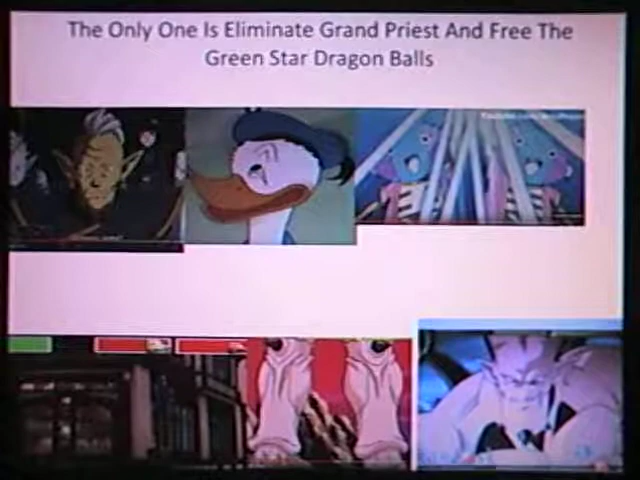 The Only One Is Eliminate Grand Priest And Free The
Green Star Dragon Balls